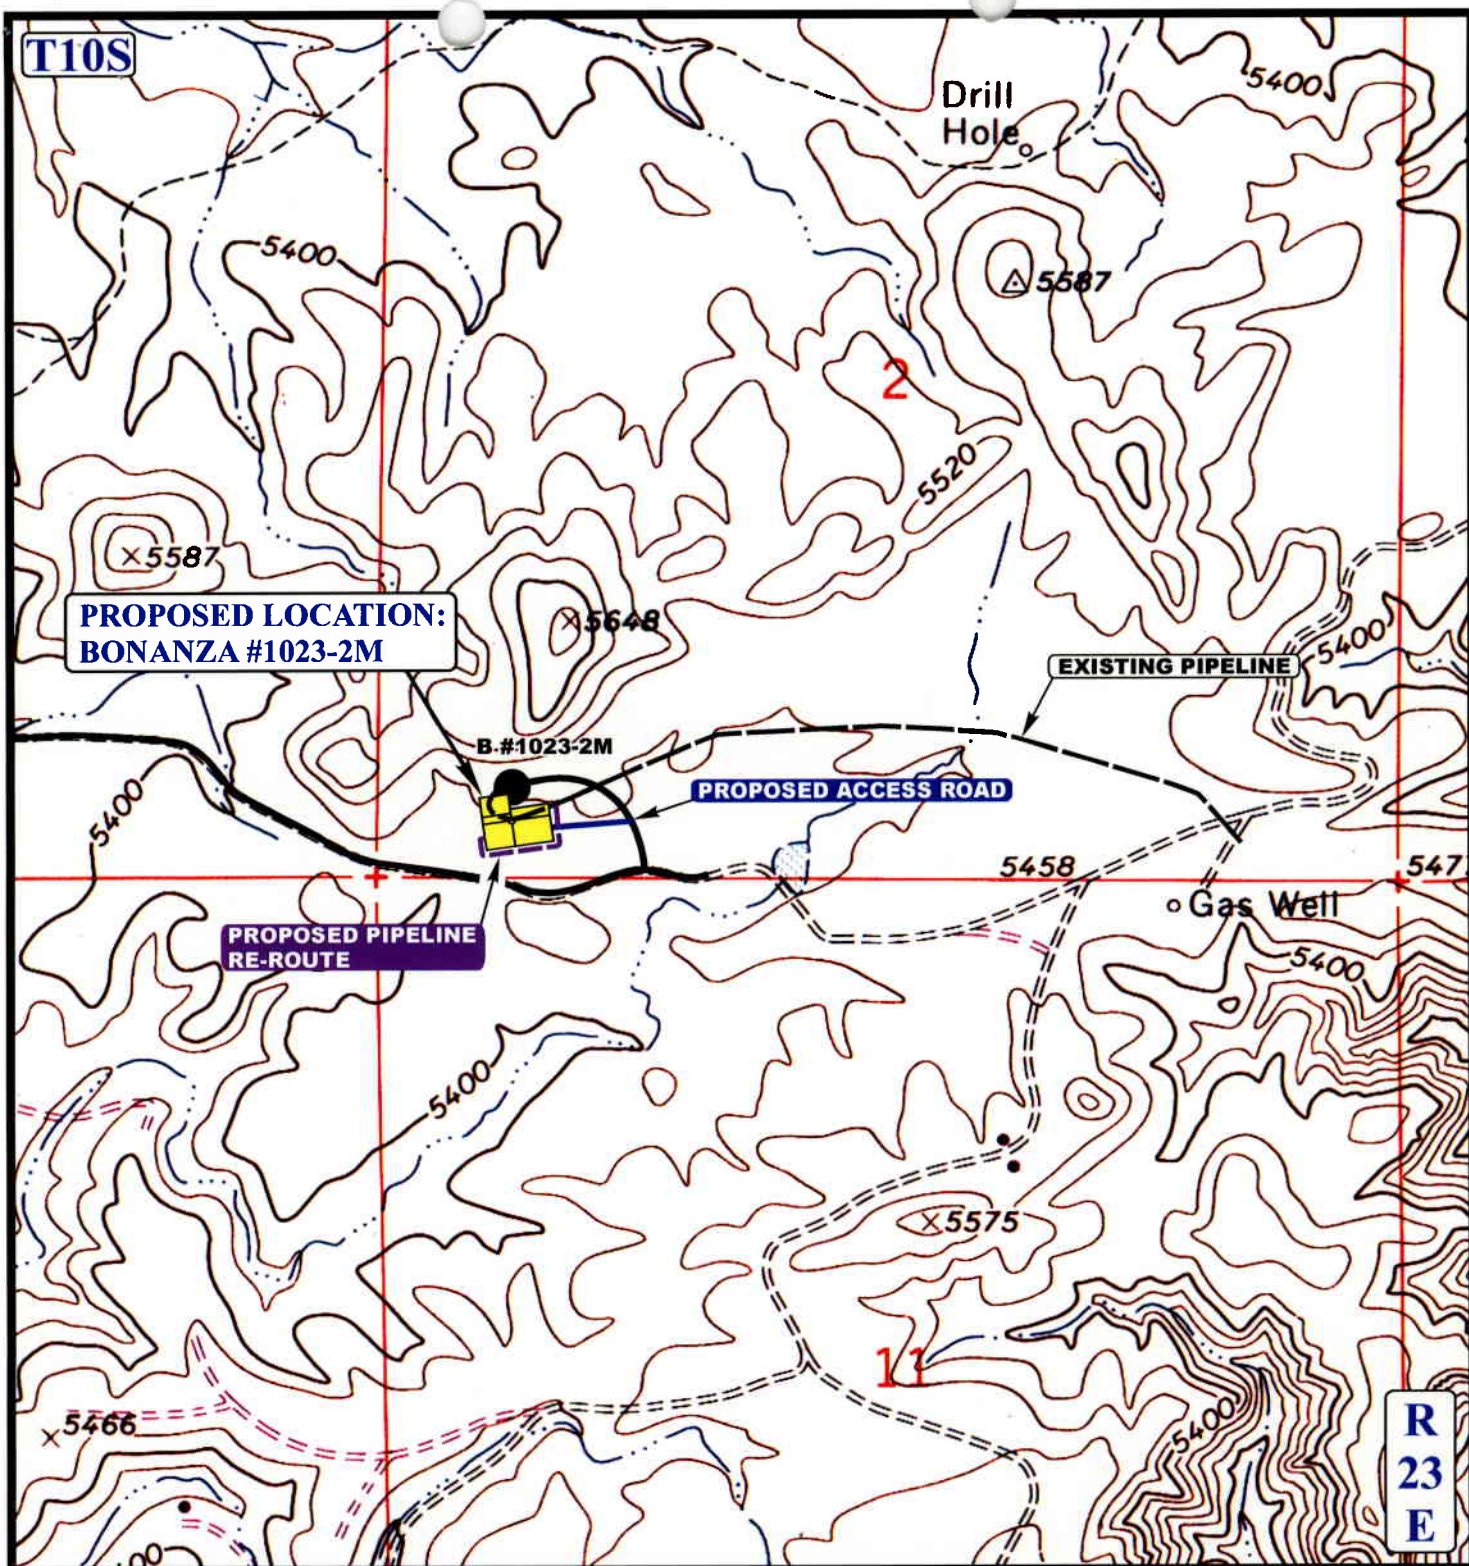 T10S
5400
Drill
Hole
5400
5587
2
5520
5587
PROPOSED LOCATION:
BONANZA #1023-2M
5648
5400
EXISTING PIPELINE
B #1023-2M
PROPOSED ACCESS ROAD
5400
5458
547
Gas Well
PROPOSED PIPELINE
RE-ROUTE
5400
5400
5575
11
5466
5400
R
23
E